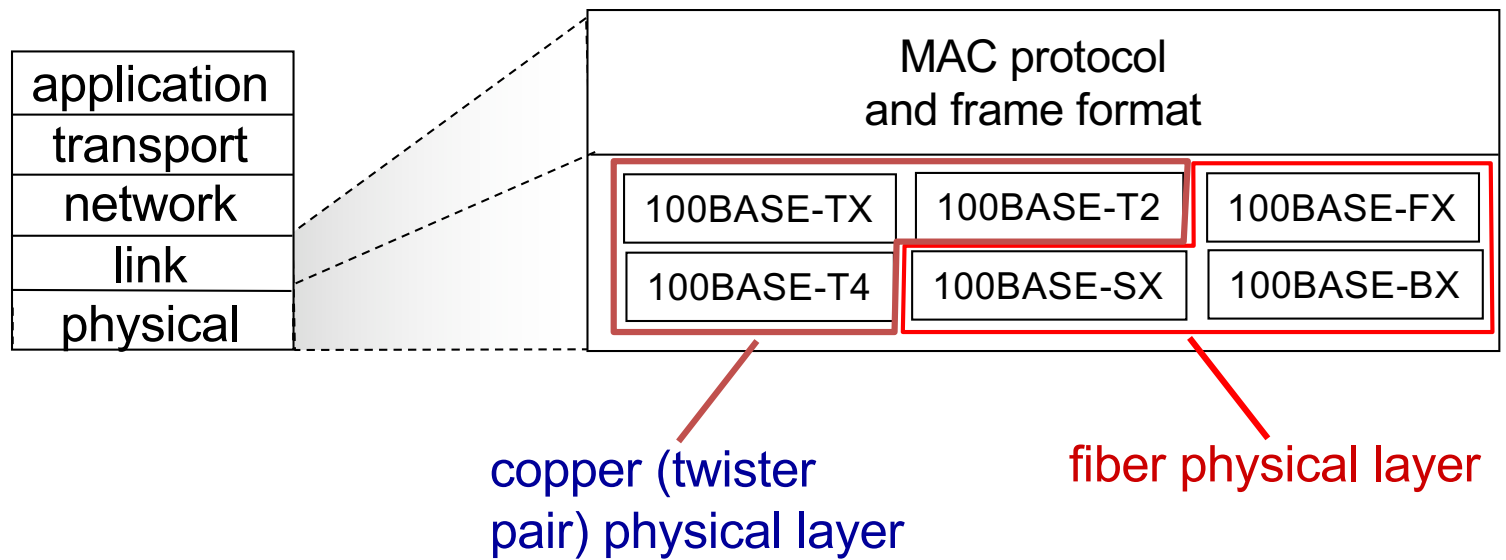 application
transport
network
link
physical
MAC protocol
and frame format
100BASE-TX
100BASE-T2
100BASE-FX
100BASE-T4
100BASE-SX
100BASE-BX
copper (twister
pair) physical layer
fiber physical layer